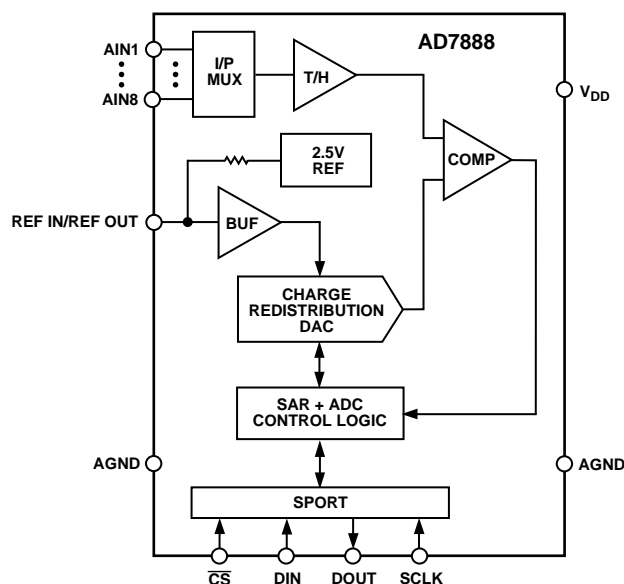 AD7888
AIN1
AIN8
I/P
MUX
T/H
V_DD
COMP
2.5V
REF
REF IN/REF OUT
BUF
CHARGE
REDISTRIBUTION
DAC
SAR + ADC
CONTROL LOGIC
AGND
AGND
SPORT
C̅S̅
DIN
DOUT
SCLK